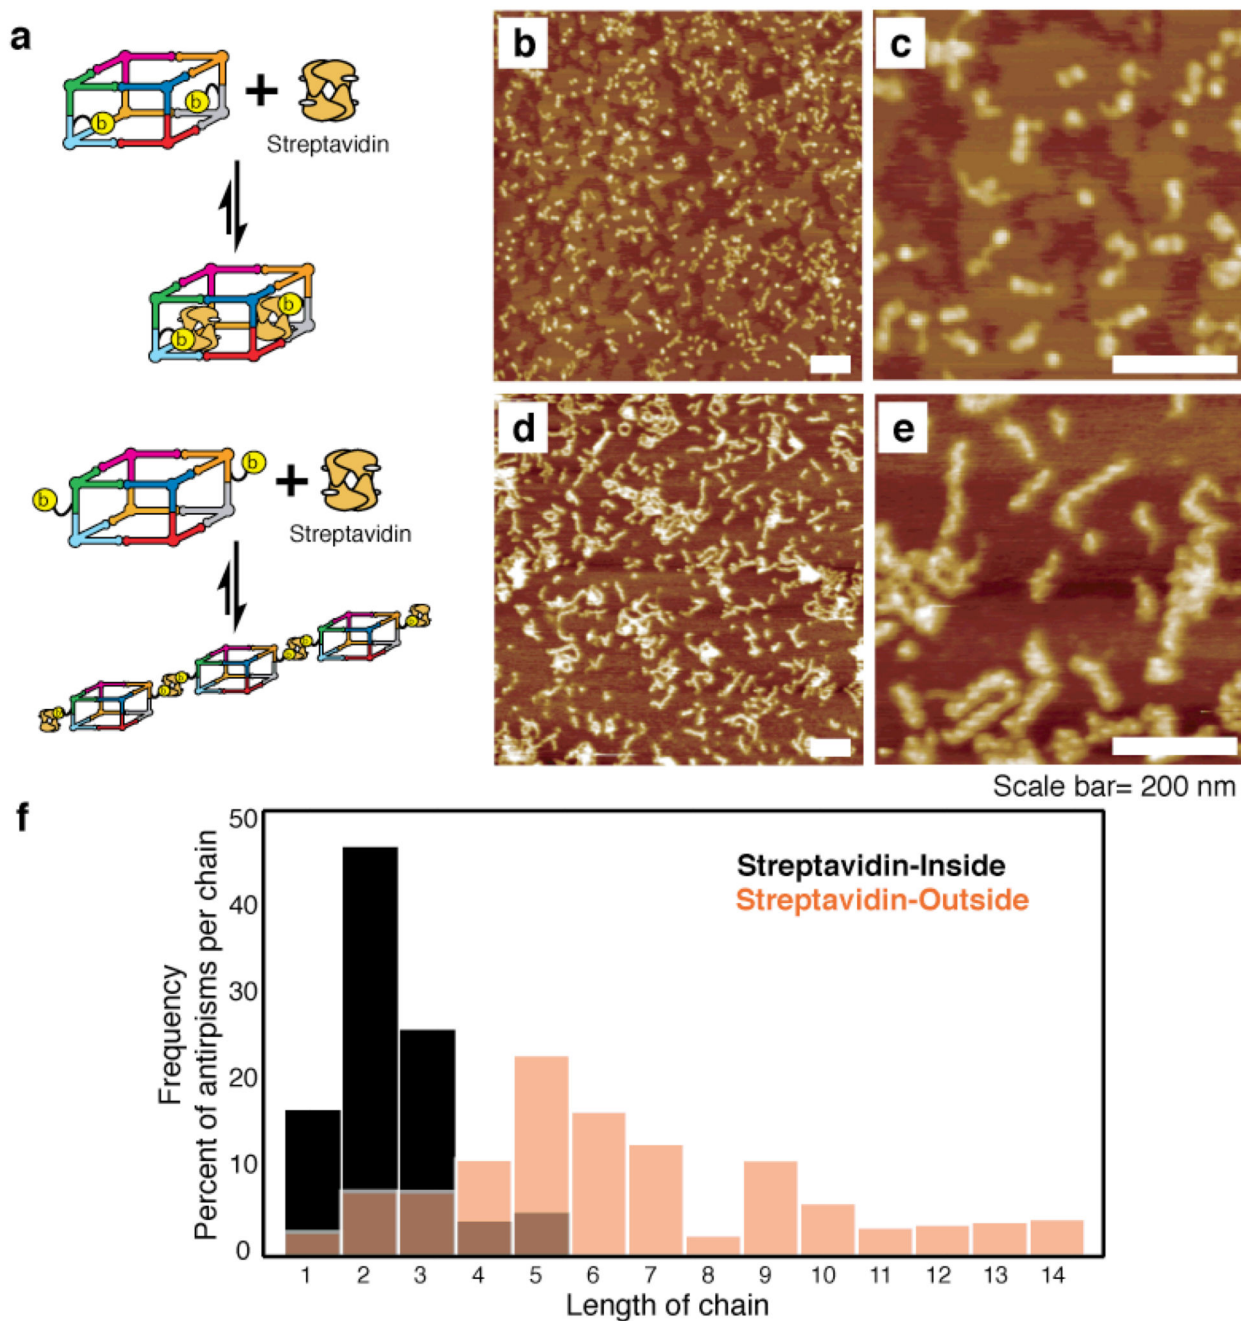 a
b
b
+
Streptavidin
b
b
b
b
+
Streptavidin
b
b
b
b
b
b
b
c
d
e
Scale bar= 200 nm
f
Frequency
Percent of antirpisms per chain
50
40
30
20
10
0
Streptavidin-Inside
Streptavidin-Outside
1 2 3 4 5 6 7 8 9 10 11 12 13 14
Length of chain